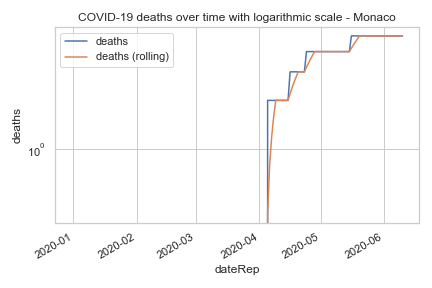 COVID-19 deaths over time with logarithmic scale - Monaco
deaths
deaths (rolling)
deaths
10⁰
2020-01
2020-02
2020-03
2020-04
2020-05
2020-06
dateRep